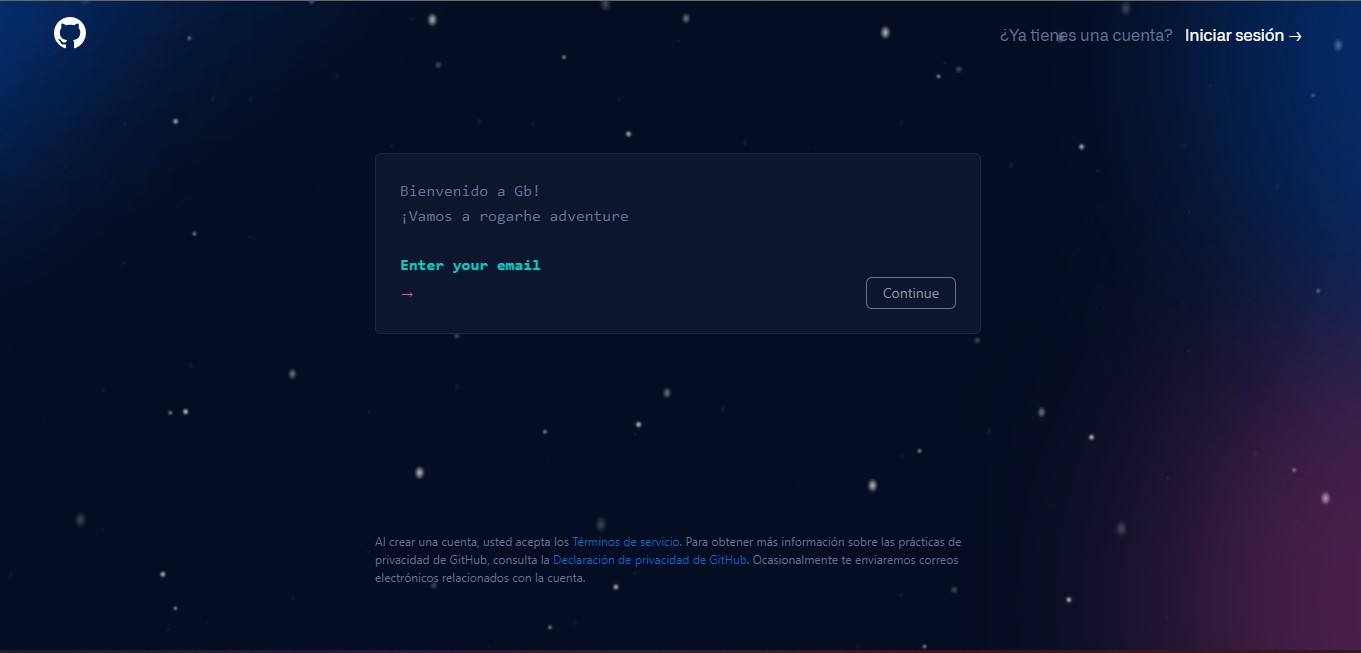 ¿Ya tienes una cuenta? Iniciar sesión →
Bienvenido a Gb!
¡Vamos a rogarhe adventure
Enter your email
→
Continue
Al crear una cuenta, usted acepta los Términos de servicio. Para obtener más información sobre las prácticas de
privacidad de GitHub, consulta la Declaración de privacidad de GitHub. Ocasionalmente te enviaremos correos
electrónicos relacionados con la cuenta.